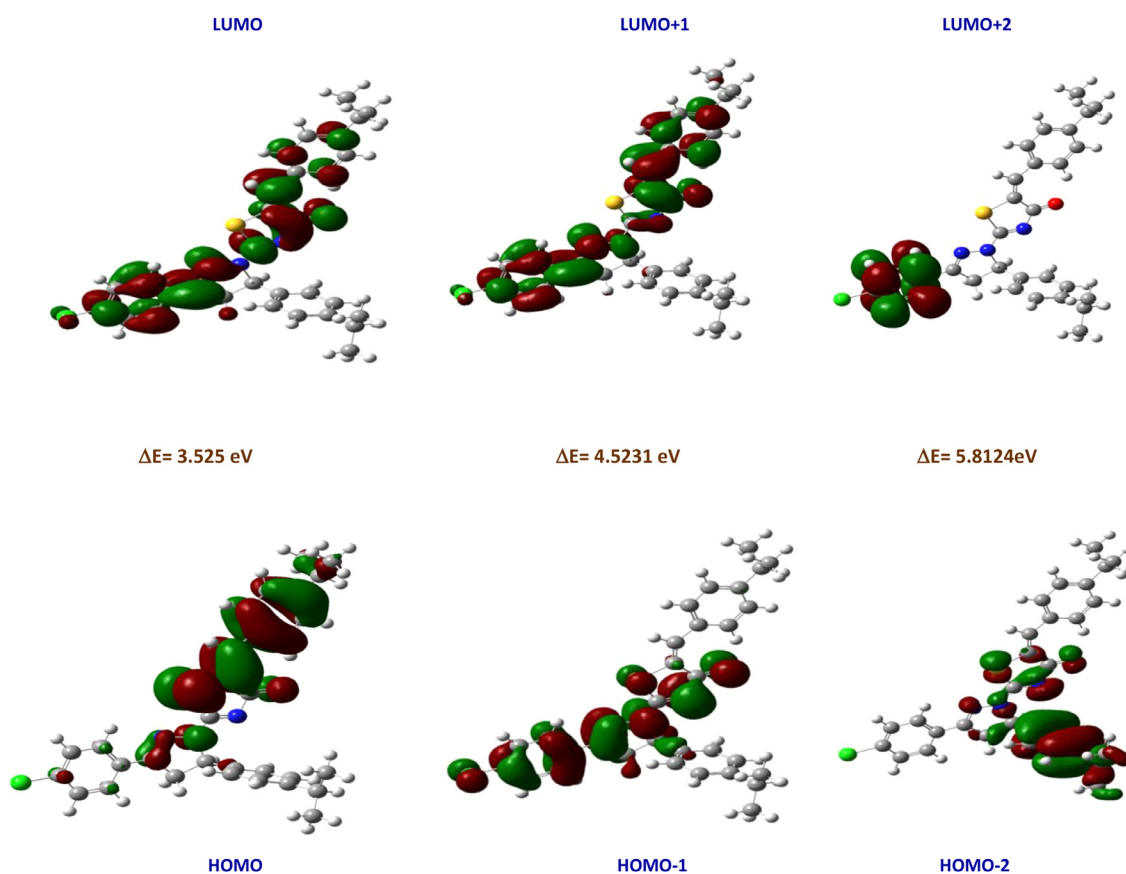 LUMO LUMO+1 LUMO+2
ΔE= 3.525 eV ΔE= 4.5231 eV ΔE= 5.8124eV
HOMO HOMO-1 HOMO-2